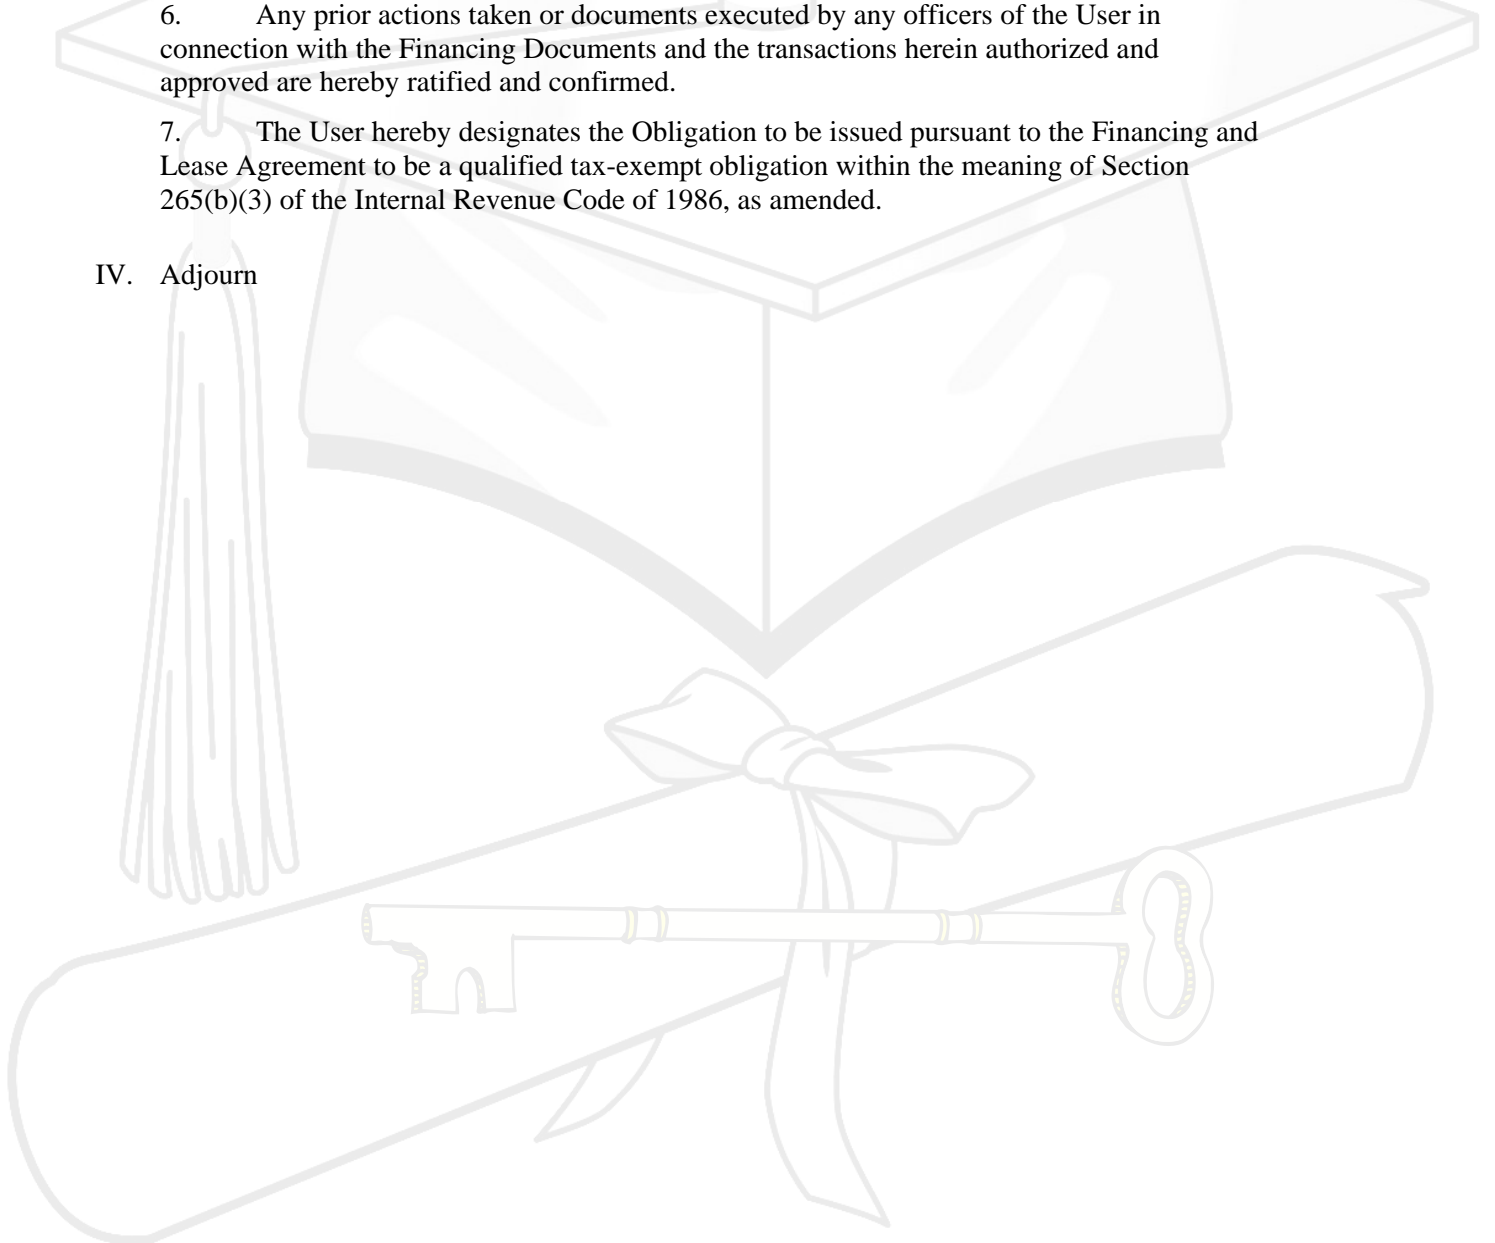 6. Any prior actions taken or documents executed by any officers of the User in
connection with the Financing Documents and the transactions herein authorized and
approved are hereby ratified and confirmed.
7. The User hereby designates the Obligation to be issued pursuant to the Financing and
Lease Agreement to be a qualified tax-exempt obligation within the meaning of Section
265(b)(3) of the Internal Revenue Code of 1986, as amended.
IV. Adjourn